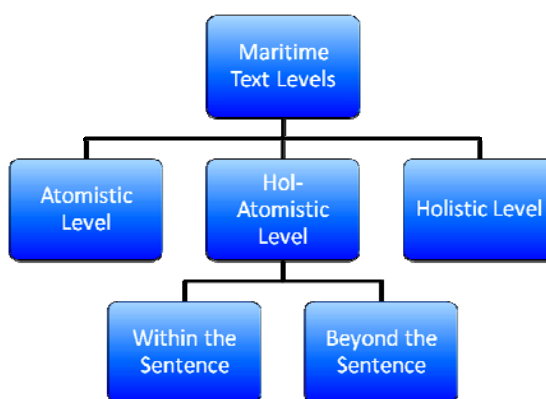 Maritime
Text Levels
Atomistic
Level
Hol-
Atomistic
Level
Holistic Level
Within the
Sentence
Beyond the
Sentence